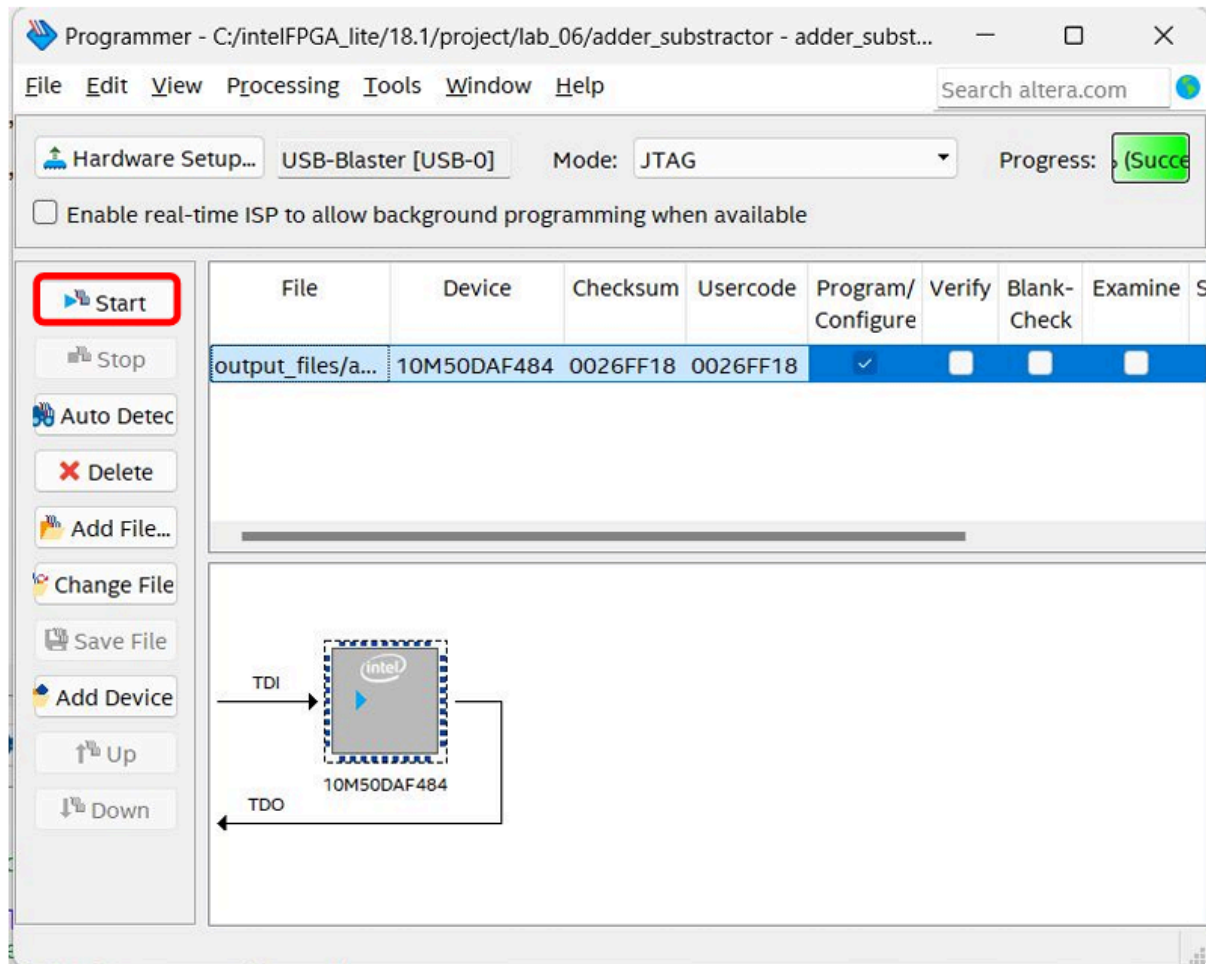 Programmer - C:/intelFPGA_lite/18.1/project/lab_06/adder_substractor - adder_subst...
File Edit View Processing Tools Window Help
Search altera.com
Hardware Setup... USB-Blaster [USB-0] Mode: JTAG Progress: (Succe
Enable real-time ISP to allow background programming when available
File Device Checksum Usercode Program/ Verify Blank- Examine S
Configure Check
output_files/a... 10M50DAF484 0026FF18 0026FF18
Start
Stop
Auto Detec
Delete
Add File...
Change File
Save File
Add Device
Up
Down
intel
TDI
10M50DAF484
TDO